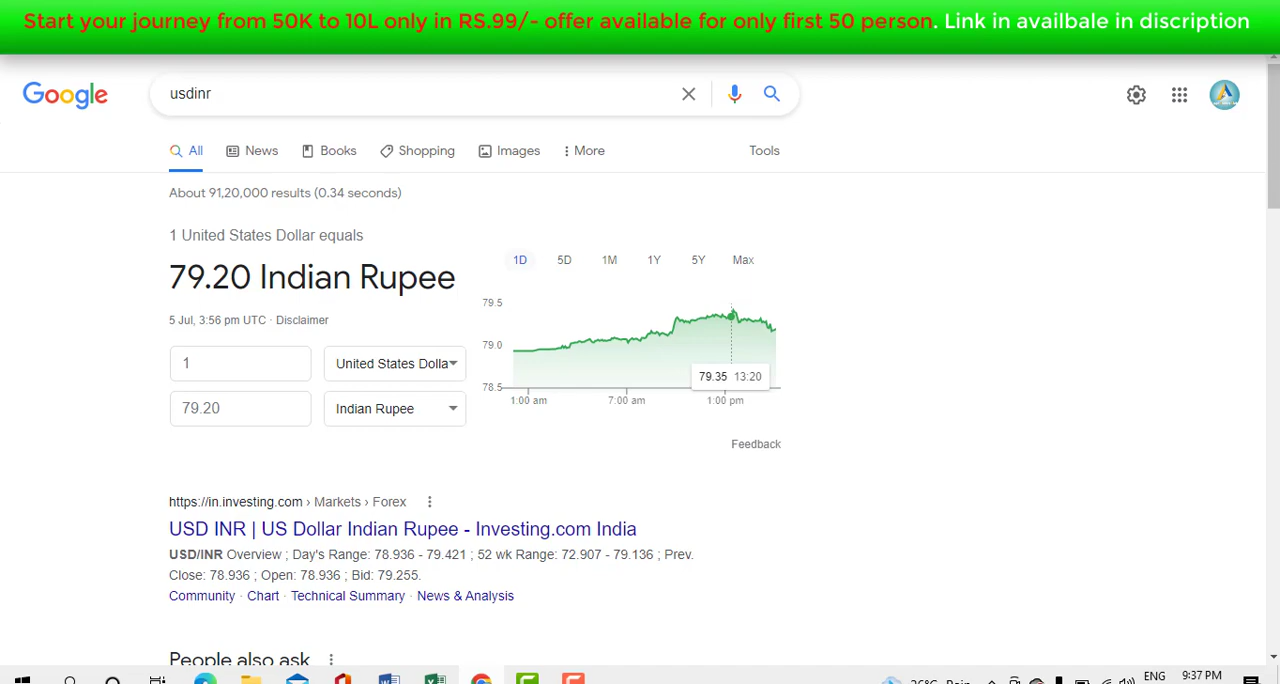 Start your journey from 50K to 10L only in RS.99/- offer available for only first 50 person. Link in availbale in discription
Google
usdinr
All
News
Books
Shopping
Images
More
Tools
About 91,20,000 results (0.34 seconds)
1 United States Dollar equals
79.20 Indian Rupee
5 Jul, 3:56 pm UTC · Disclaimer
1
United States Dolla
79.20
Indian Rupee
1D
5D
1M
1Y
5Y
Max
79.5
79.0
78.5
79.35 13:20
1:00 am
7:00 am
1:00 pm
Feedback
https://in.investing.com › Markets › Forex
USD INR | US Dollar Indian Rupee - Investing.com India
USD/INR Overview ; Day's Range: 78.936 - 79.421 ; 52 wk Range: 72.907 - 79.136 ; Prev.
Close: 78.936 ; Open: 78.936 ; Bid: 79.255.
Community · Chart · Technical Summary · News & Analysis
People also ask
26°C Rain
ENG
9:37 PM